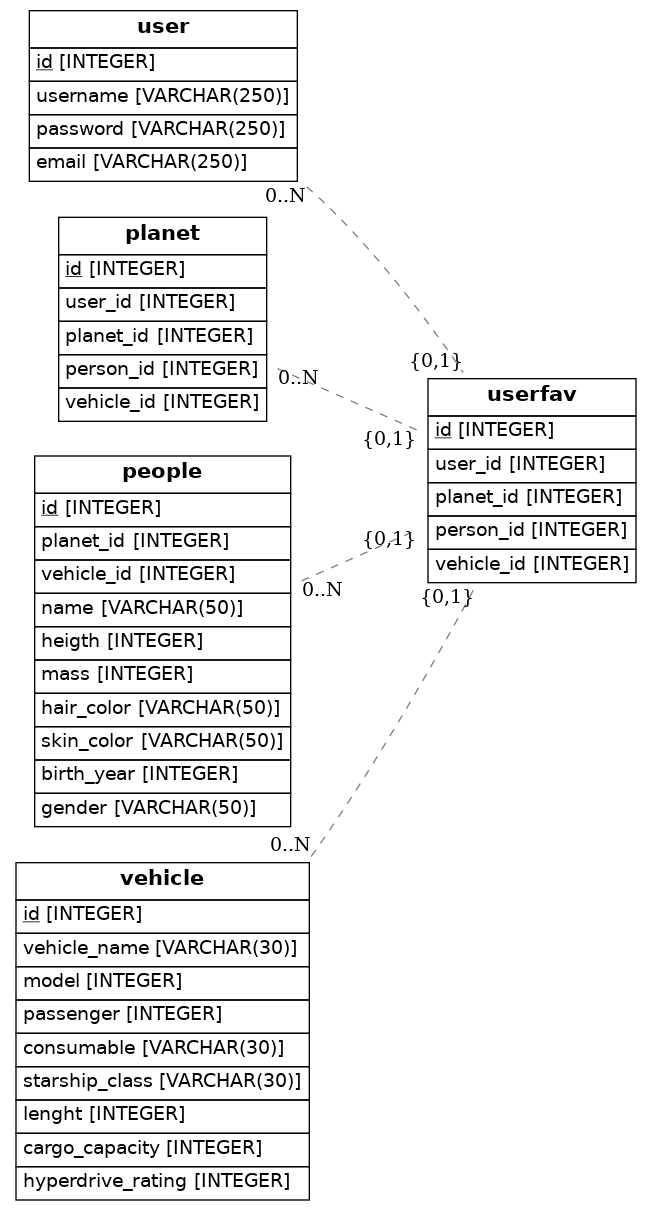 user
id [INTEGER]
username [VARCHAR(250)]
password [VARCHAR(250)]
email [VARCHAR(250)]
0..N
planet
id [INTEGER]
user_id [INTEGER]
planet_id [INTEGER]
person_id [INTEGER]
vehicle_id [INTEGER]
0..N
{0,1}
{0,1}
userfav
id [INTEGER]
user_id [INTEGER]
planet_id [INTEGER]
person_id [INTEGER]
vehicle_id [INTEGER]
{0,1}
{0,1}
people
id [INTEGER]
planet_id [INTEGER]
vehicle_id [INTEGER]
name [VARCHAR(50)]
heigth [INTEGER]
mass [INTEGER]
hair_color [VARCHAR(50)]
skin_color [VARCHAR(50)]
birth_year [INTEGER]
gender [VARCHAR(50)]
0..N
0..N
vehicle
id [INTEGER]
vehicle_name [VARCHAR(30)]
model [INTEGER]
passenger [INTEGER]
consumable [VARCHAR(30)]
starship_class [VARCHAR(30)]
lenght [INTEGER]
cargo_capacity [INTEGER]
hyperdrive_rating [INTEGER]